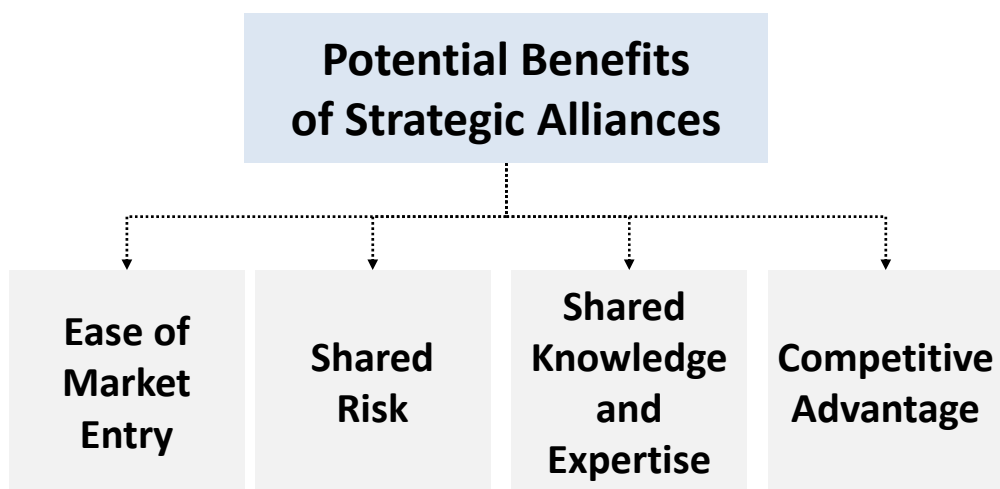 Potential Benefits
of Strategic Alliances
Ease of
Market
Entry
Shared
Risk
Shared
Knowledge
and
Expertise
Competitive
Advantage